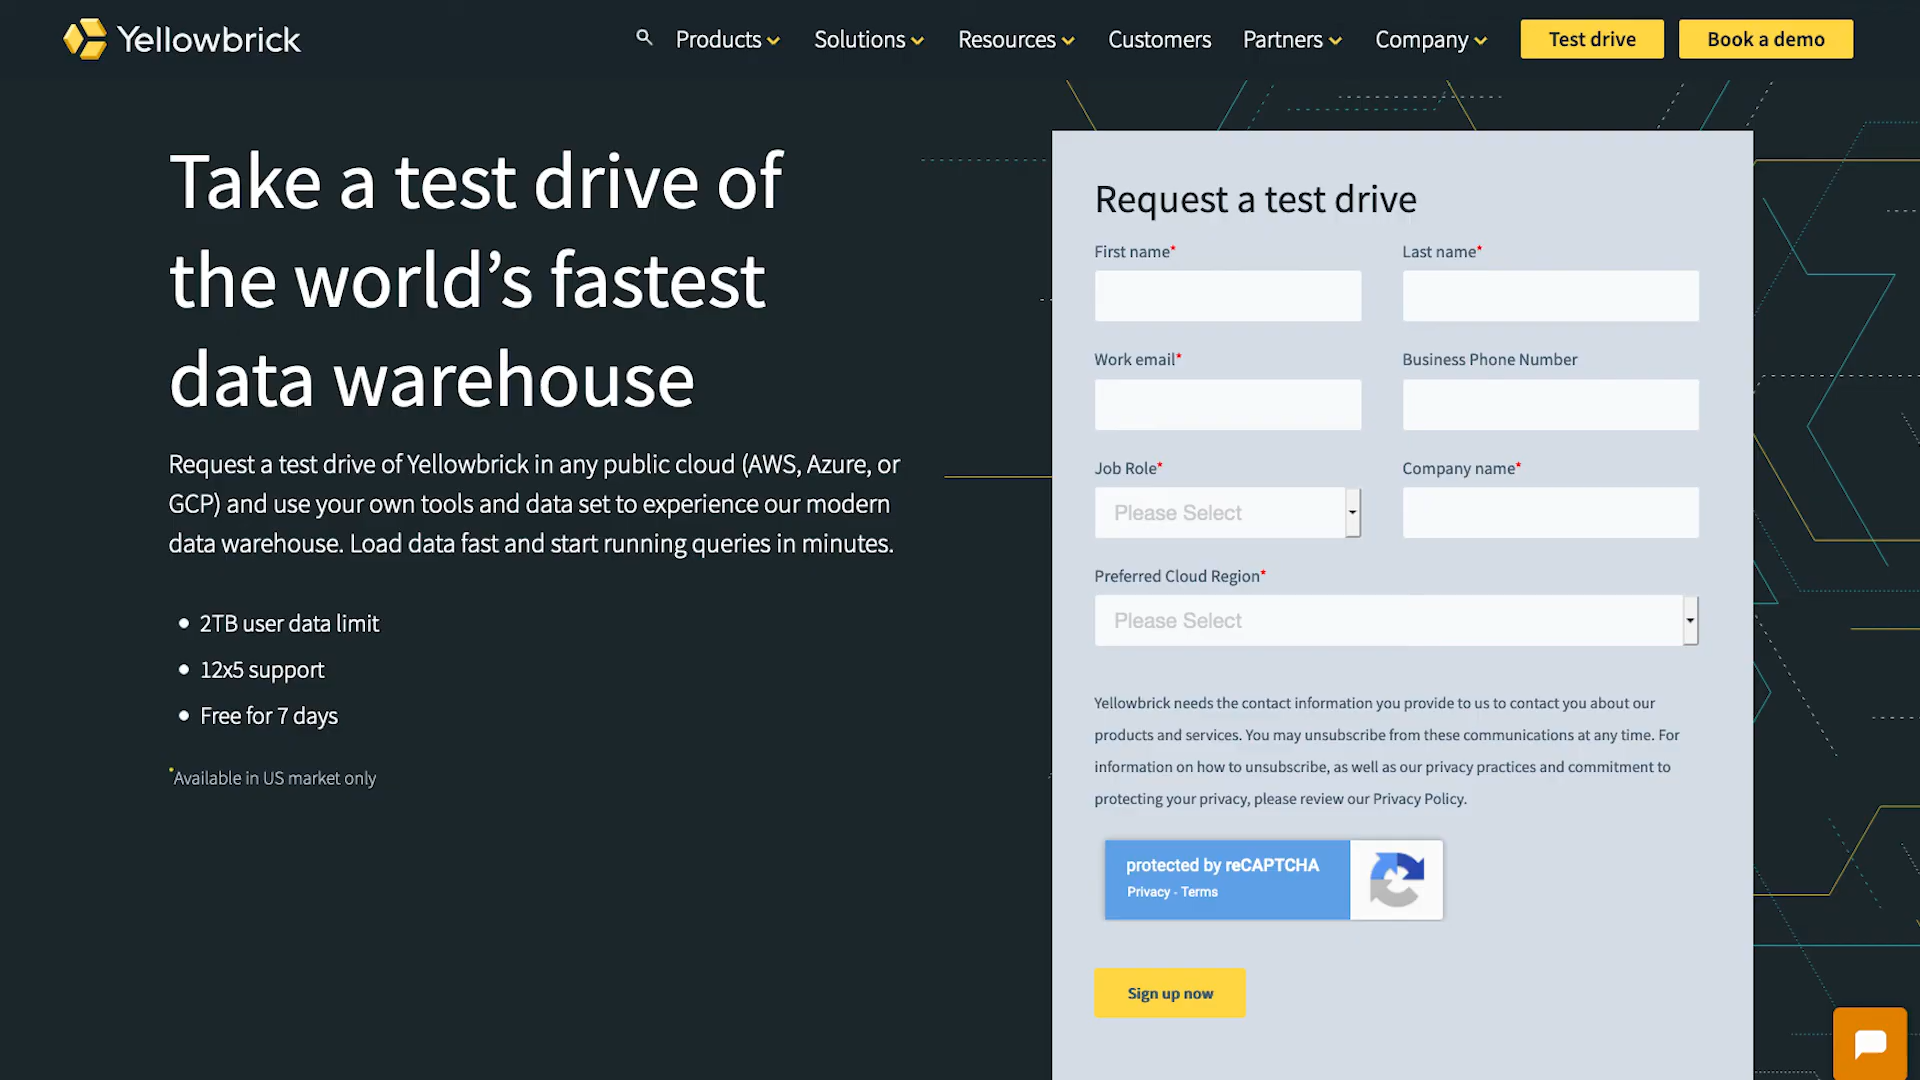 Yellowbrick
Products
Solutions
Resources
Customers
Partners
Company
Test drive
Book a demo
Take a test drive of
the world’s fastest
data warehouse
Request a test drive of Yellowbrick in any public cloud (AWS, Azure, or
GCP) and use your own tools and data set to experience our modern
data warehouse. Load data fast and start running queries in minutes.
• 2TB user data limit
• 12x5 support
• Free for 7 days
*Available in US market only
Request a test drive
First name*
Last name*
Work email*
Business Phone Number
Job Role*
Company name*
Please Select
Preferred Cloud Region*
Please Select
Yellowbrick needs the contact information you provide to us to contact you about our
products and services. You may unsubscribe from these communications at any time. For
information on how to unsubscribe, as well as our privacy practices and commitment to
protecting your privacy, please review our Privacy Policy.
protected by reCAPTCHA
Privacy - Terms
Sign up now